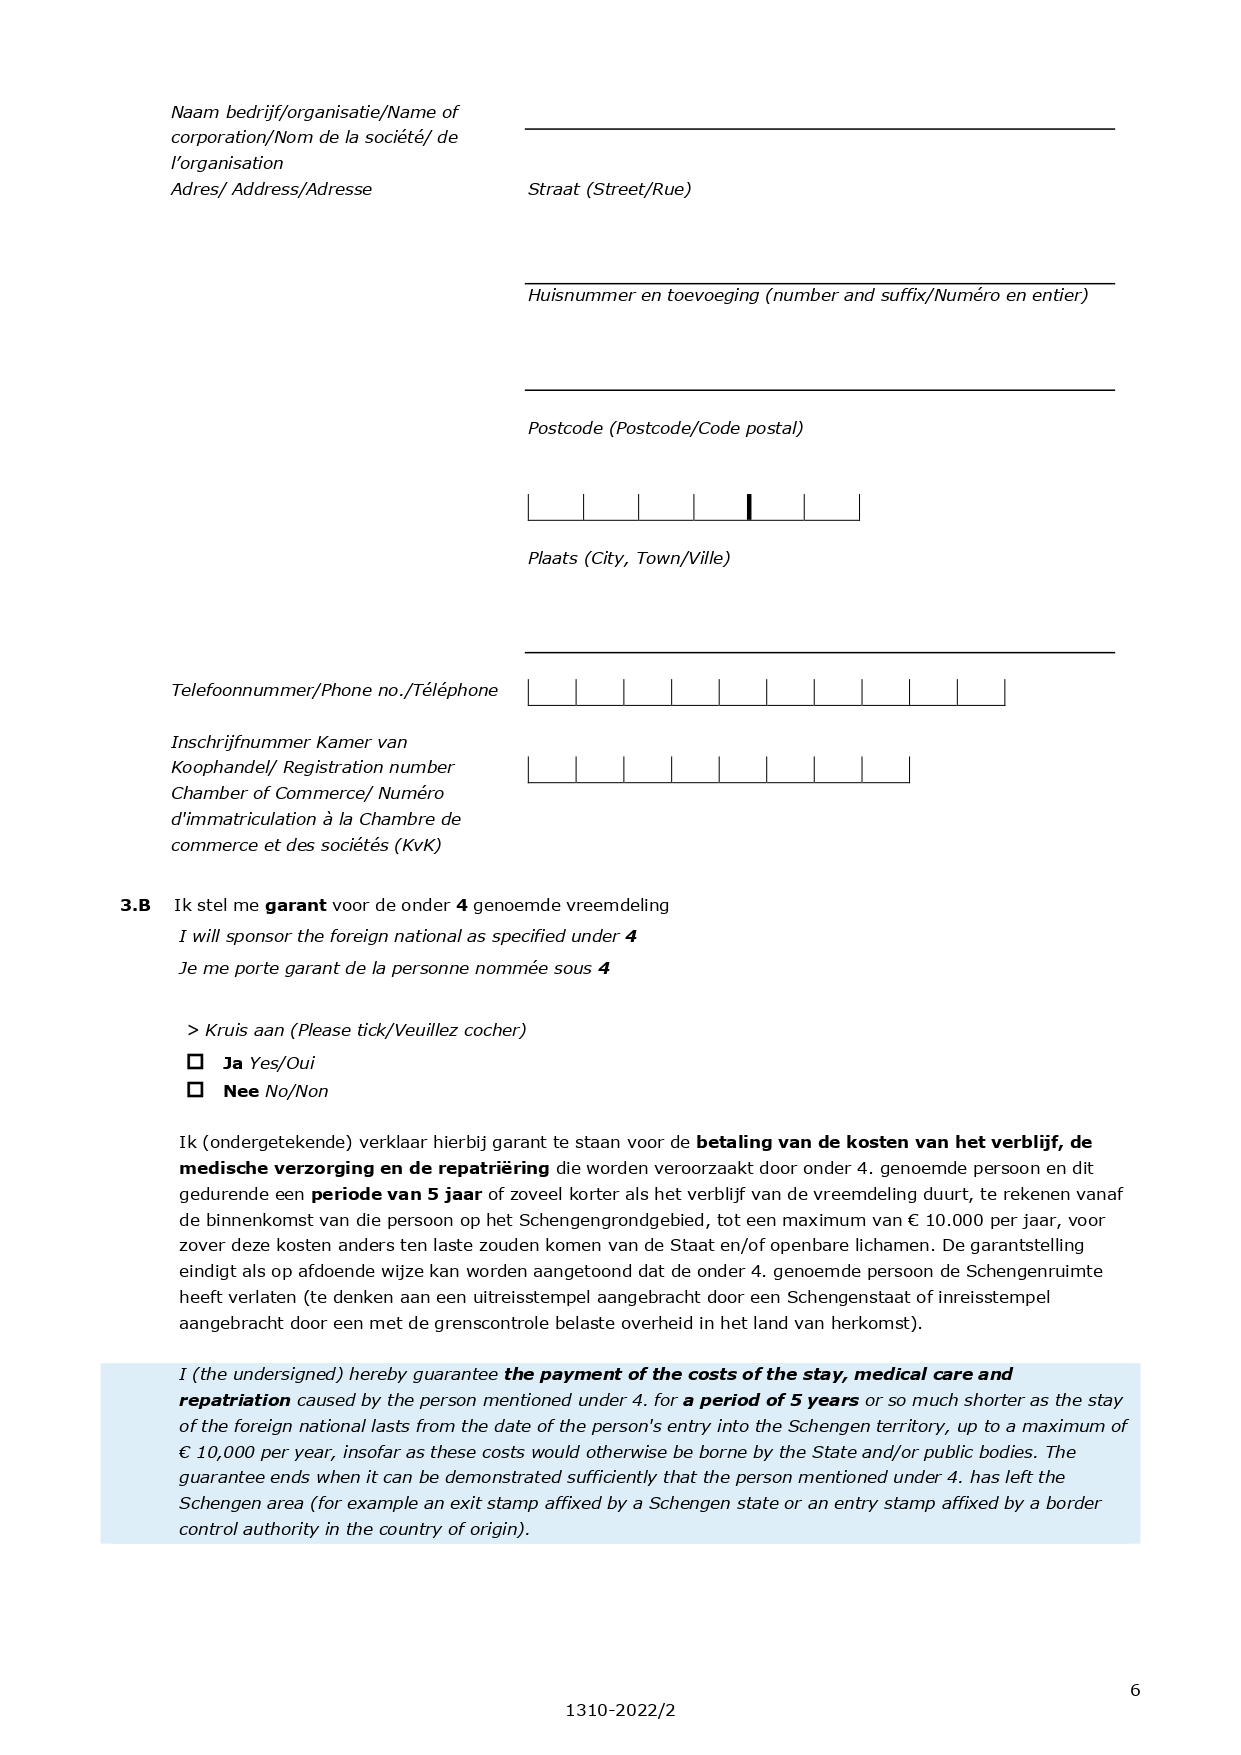 Naam bedrijf/organisatie/Name of
corporation/Nom de la société/ de
l’organisation
Adres/ Address/Adresse
Straat (Street/Rue)
Huisnummer en toevoeging (number and suffix/Numéro en entier)
Postcode (Postcode/Code postal)
Plaats (City, Town/Ville)
Telefoonnummer/Phone no./Téléphone
Inschrijfnummer Kamer van
Koophandel/ Registration number
Chamber of Commerce/ Numéro
d'immatriculation à la Chambre de
commerce et des sociétés (KvK)
3.B Ik stel me garant voor de onder 4 genoemde vreemdeling
I will sponsor the foreign national as specified under 4
Je me porte garant de la personne nommée sous 4
> Kruis aan (Please tick/Veuillez cocher)
Ja Yes/Oui
Nee No/Non
Ik (ondergetekende) verklaar hierbij garant te staan voor de betaling van de kosten van het verblijf, de
medische verzorging en de repatriëring die worden veroorzaakt door onder 4. genoemde persoon en dit
gedurende een periode van 5 jaar of zoveel korter als het verblijf van de vreemdeling duurt, te rekenen vanaf
de binnenkomst van die persoon op het Schengengrondgebied, tot een maximum van € 10.000 per jaar, voor
zover deze kosten anders ten laste zouden komen van de Staat en/of openbare lichamen. De garantstelling
eindigt als op afdoende wijze kan worden aangetoond dat de onder 4. genoemde persoon de Schengenruimte
heeft verlaten (te denken aan een uitreisstempel aangebracht door een Schengenstaat of inreisstempel
aangebracht door een met de grenscontrole belaste overheid in het land van herkomst).
I (the undersigned) hereby guarantee the payment of the costs of the stay, medical care and
repatriation caused by the person mentioned under 4. for a period of 5 years or so much shorter as the stay
of the foreign national lasts from the date of the person's entry into the Schengen territory, up to a maximum of
€ 10,000 per year, insofar as these costs would otherwise be borne by the State and/or public bodies. The
guarantee ends when it can be demonstrated sufficiently that the person mentioned under 4. has left the
Schengen area (for example an exit stamp affixed by a Schengen state or an entry stamp affixed by a border
control authority in the country of origin).
6
1310-2022/2